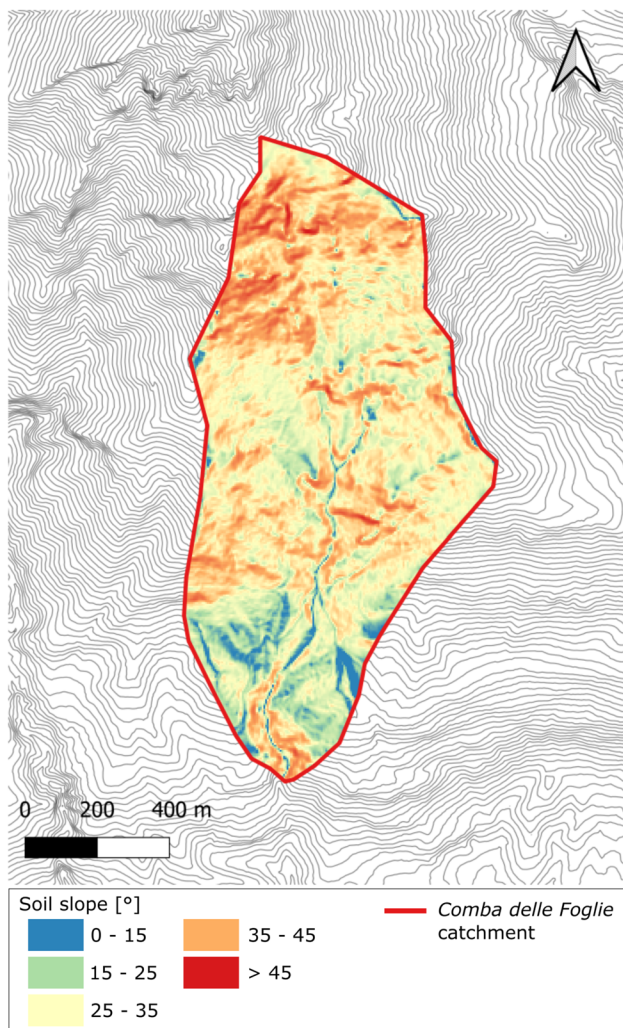 0 200 400 m
Soil slope [°]
0 - 15
15 - 25
25 - 35
35 - 45
> 45
Comba delle Foglie
catchment